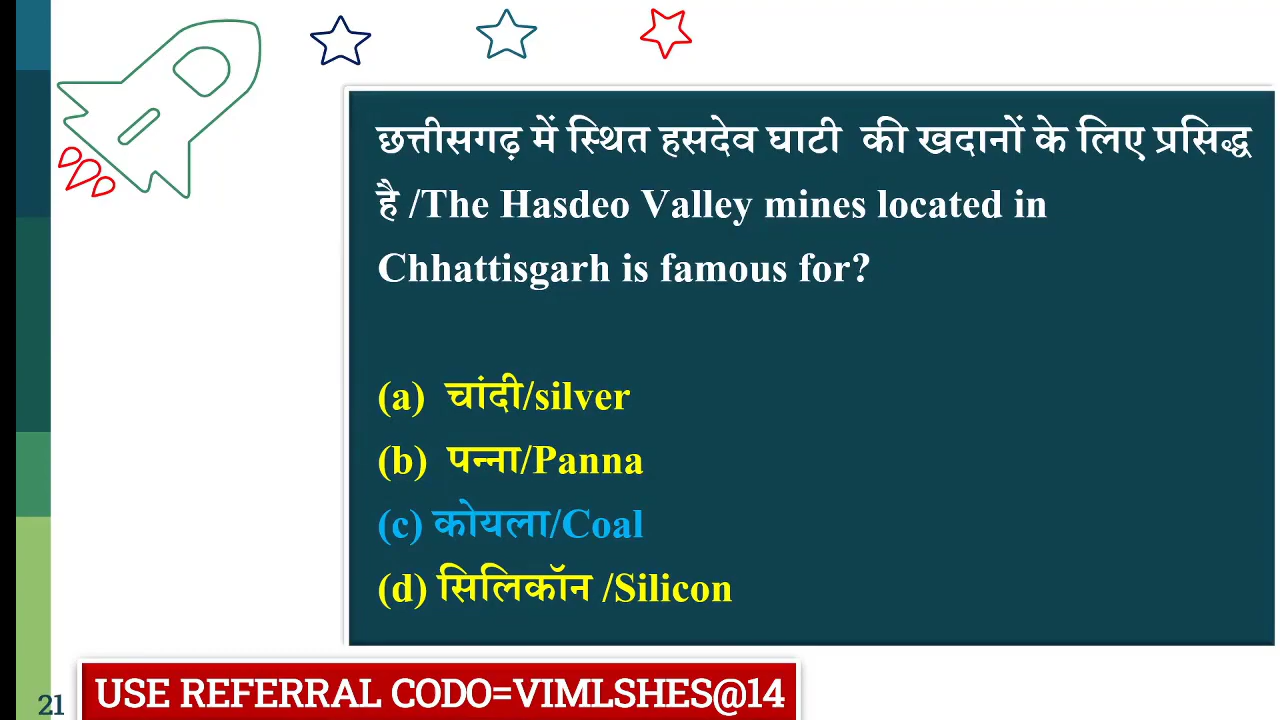 छत्तीसगढ़ में स्थित हसदेव घाटी की खदानों के लिए प्रसिद्ध
है /The Hasdeo Valley mines located in
Chhattisgarh is famous for?
(a) चांदी/silver
(b) पन्ना/Panna
(c) कोयला/Coal
(d) सिलिकॉन /Silicon
21
USE REFERRAL CODO=VIMLSHES@14